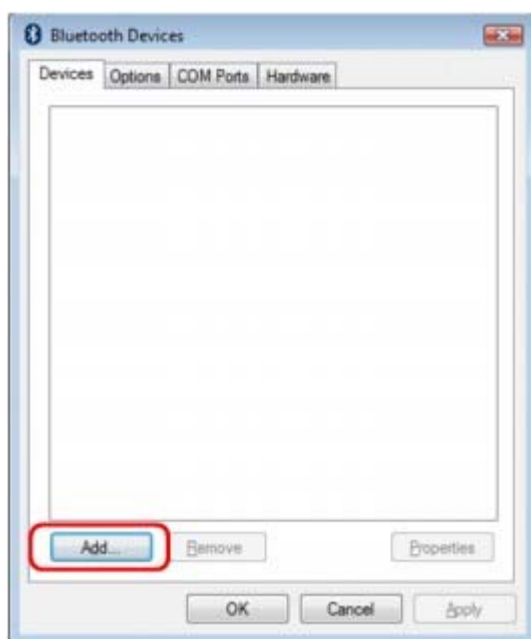 Bluetooth Devices
Devices Options COM Ports Hardware
Add... Remove Properties
OK Cancel Apply